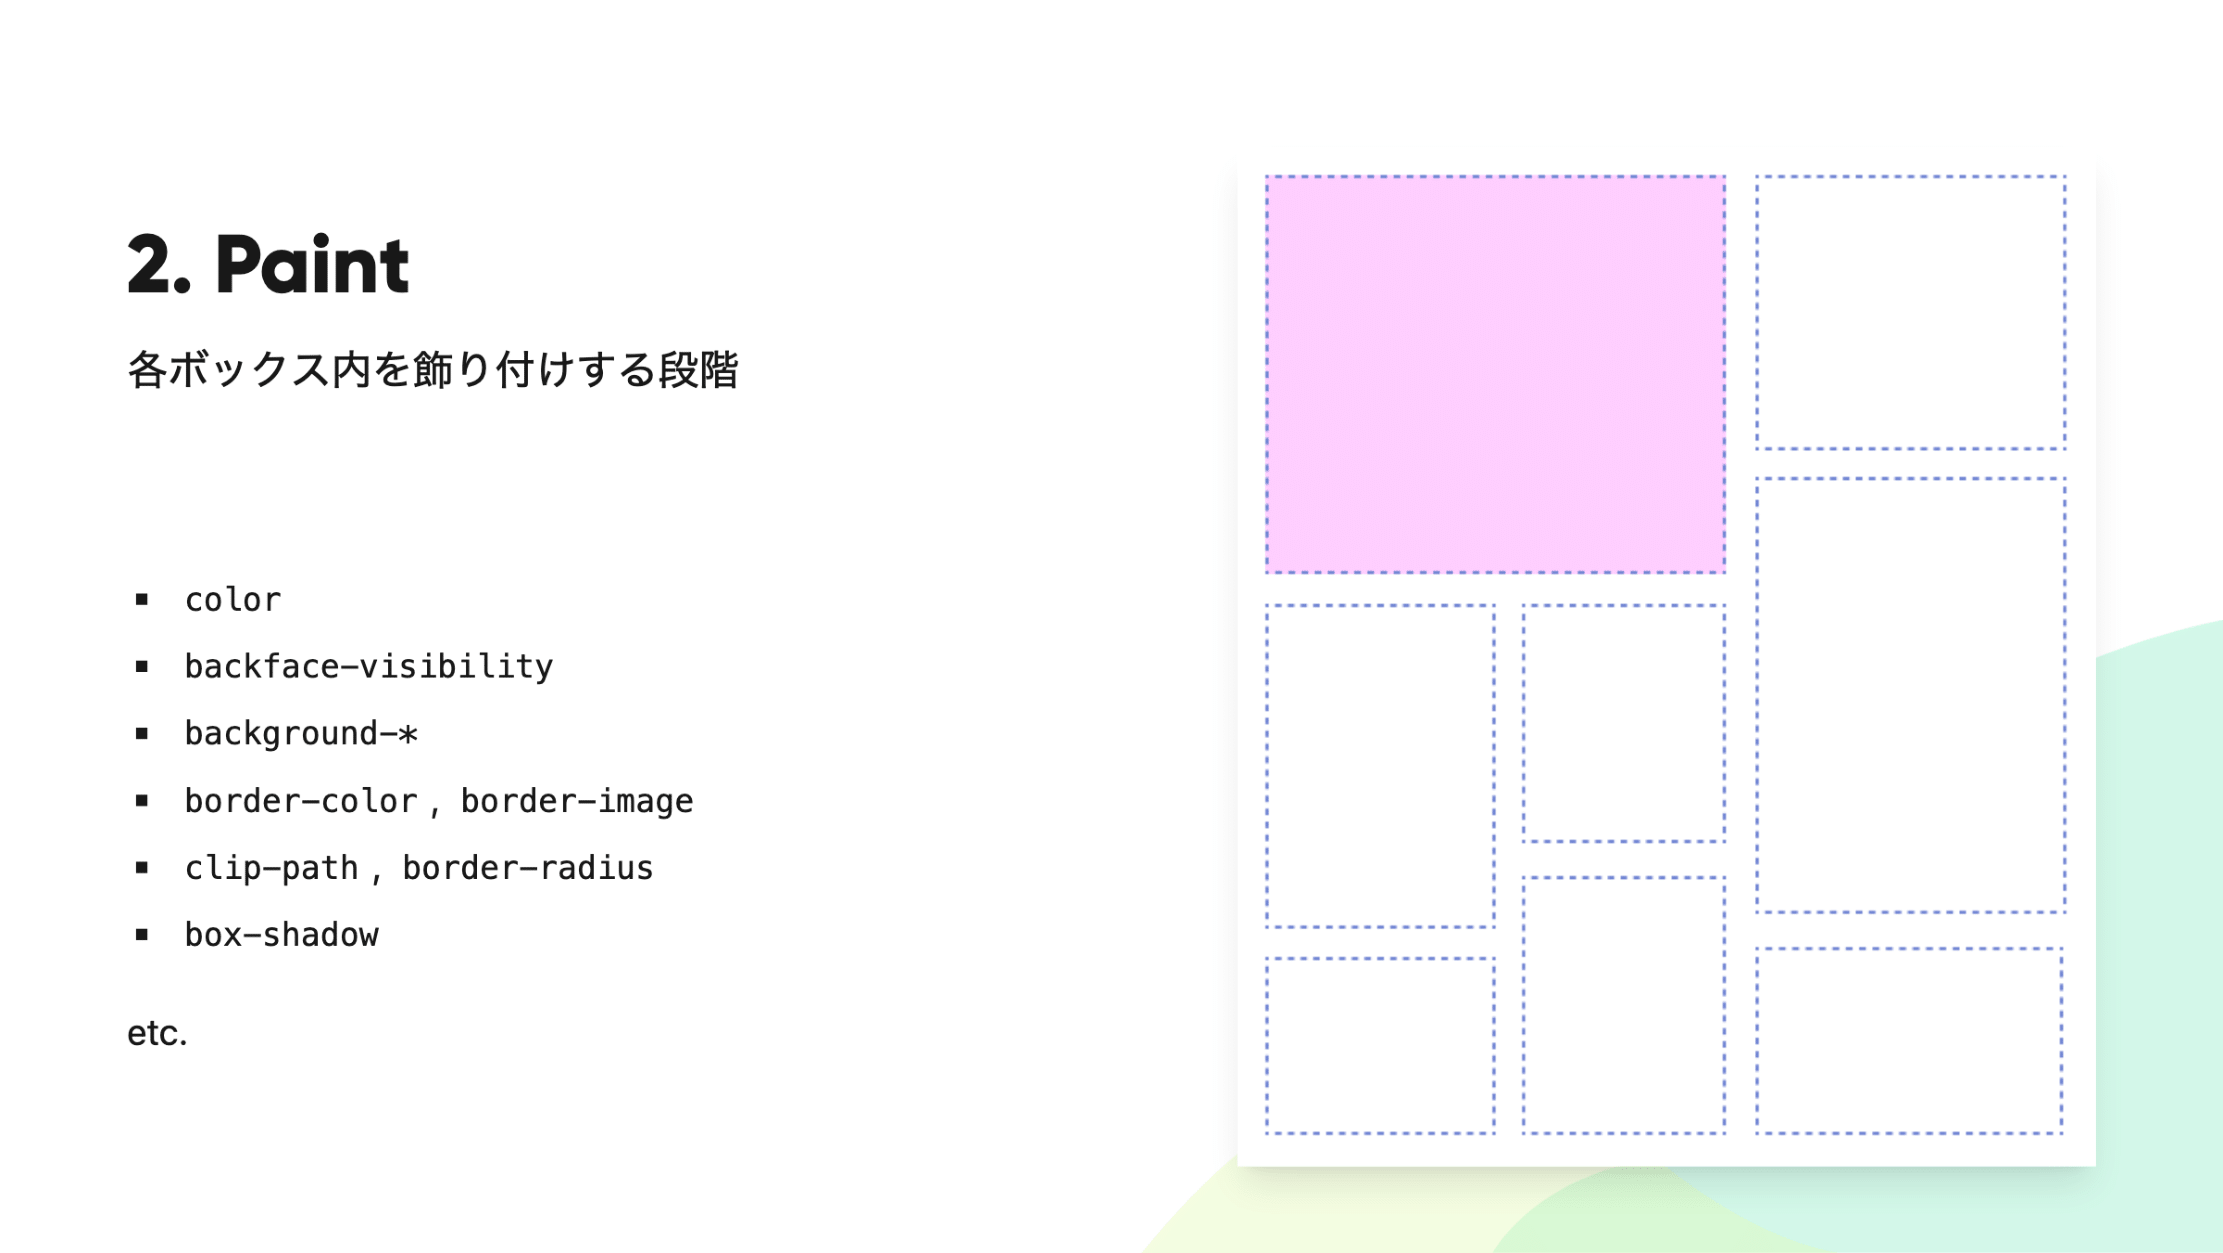 2. Paint
各ボックス内を飾り付けする段階
▪ color
▪ backface-visibility
▪ background-*
▪ border-color , border-image
▪ clip-path , border-radius
▪ box-shadow
etc.